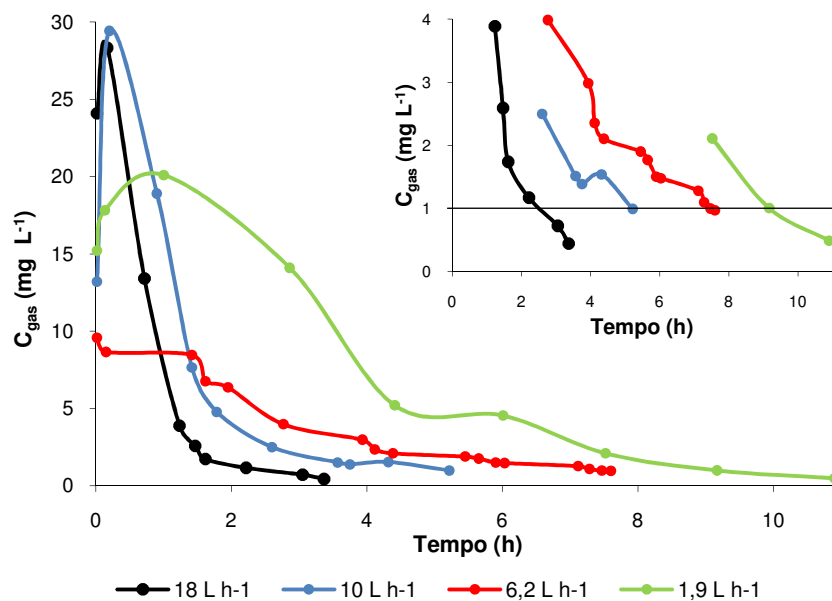 30
25
20
15
10
5
0
C_gas (mg L⁻¹)
0 2 4 6 8 10
Tempo (h)
4
3
2
1
0
C_gas (mg L⁻¹)
0 2 4 6 8 10
Tempo (h)
18 L h-1 10 L h-1 6,2 L h-1 1,9 L h-1